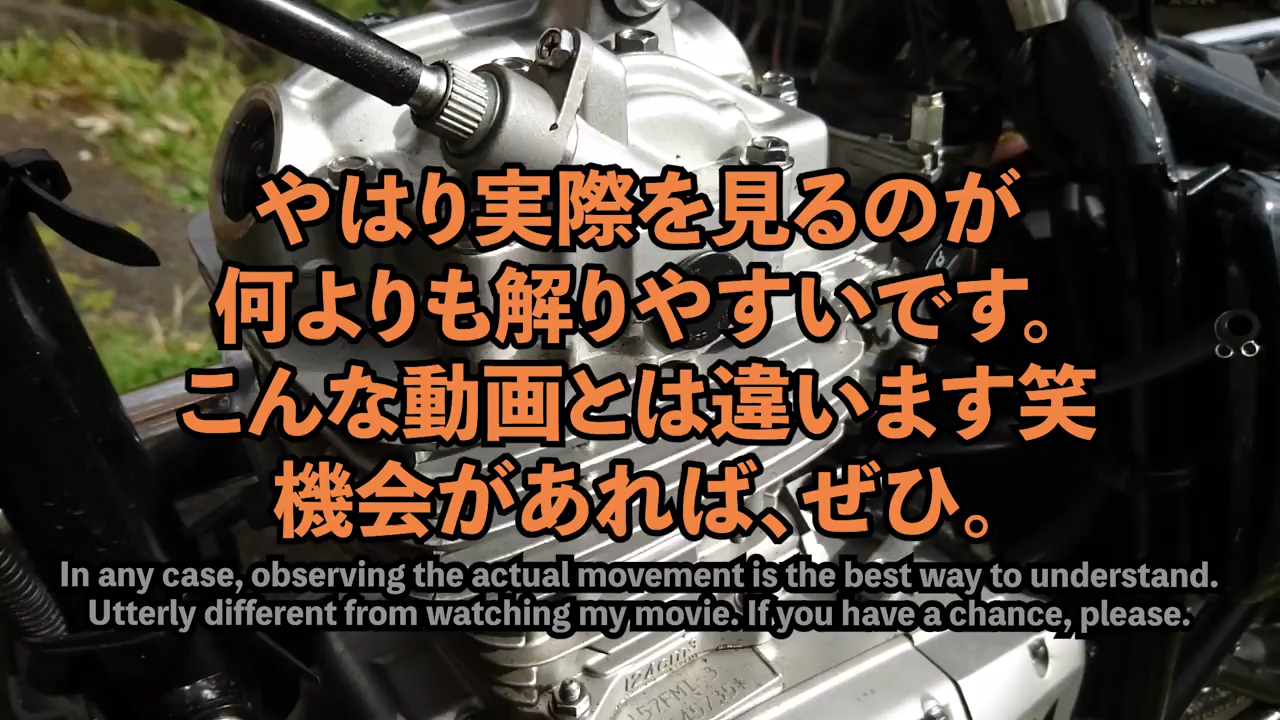 やはり実際を見るのが
何よりも解りやすいです。
こんな動画とは違います笑
機会があれば、ぜひ。
In any case, observing the actual movement is the best way to understand.
Utterly different from watching my movie. If you have a chance, please.
124cm3
157FMI-3